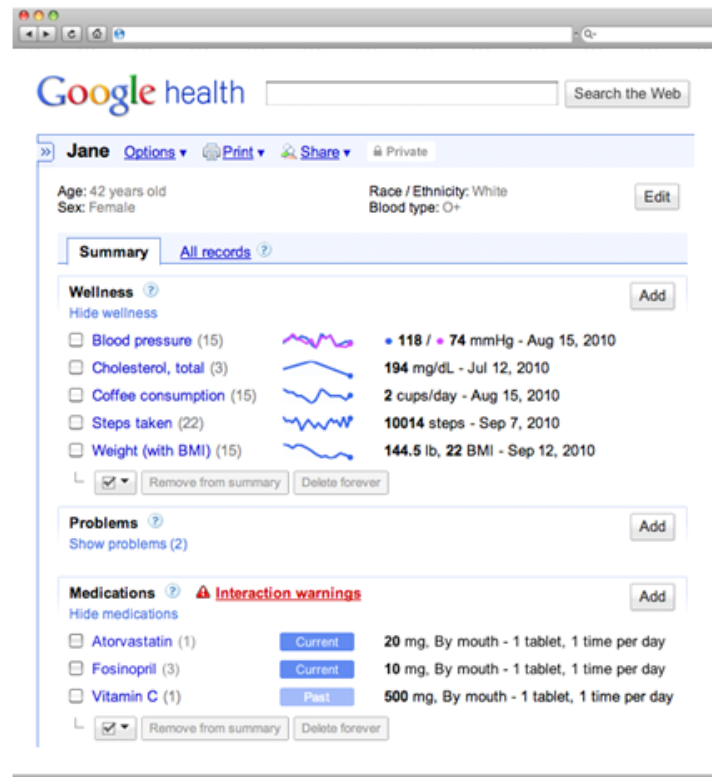 Q-
Google health
Search the Web
» Jane Options ▾ Print ▾ Share ▾ Private
Age: 42 years old Race / Ethnicity: White Edit
Sex: Female Blood type: O+
Summary All records ?
Wellness ? Add
Hide wellness
Blood pressure (15) • 118 / • 74 mmHg - Aug 15, 2010
Cholesterol, total (3) 194 mg/dL - Jul 12, 2010
Coffee consumption (15) 2 cups/day - Aug 15, 2010
Steps taken (22) 10014 steps - Sep 7, 2010
Weight (with BMI) (15) 144.5 lb, 22 BMI - Sep 12, 2010
Remove from summary Delete forever
Problems ? Add
Show problems (2)
Medications ? Interaction warnings Add
Hide medications
Atorvastatin (1) Current 20 mg, By mouth - 1 tablet, 1 time per day
Fosinopril (3) Current 10 mg, By mouth - 1 tablet, 1 time per day
Vitamin C (1) Past 500 mg, By mouth - 1 tablet, 1 time per day
Remove from summary Delete forever